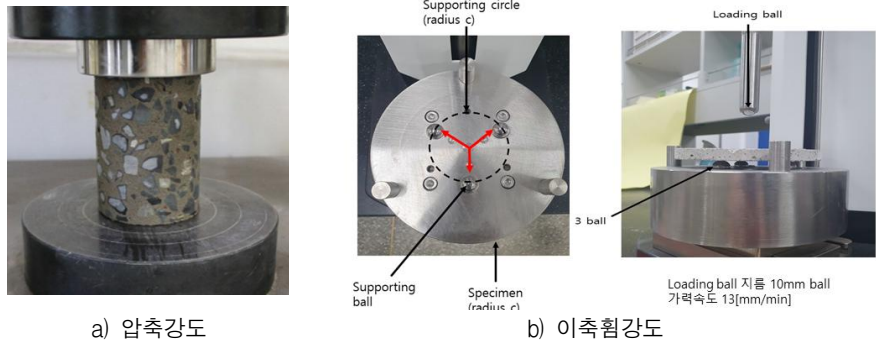 Supporting circle
(radius c)
Loading ball
3 ball
Supporting
ball
Specimen
(radius c)
Loading ball 지름 10mm ball
가력속도 13[mm/min]
a) 압축강도
b) 이축휨강도